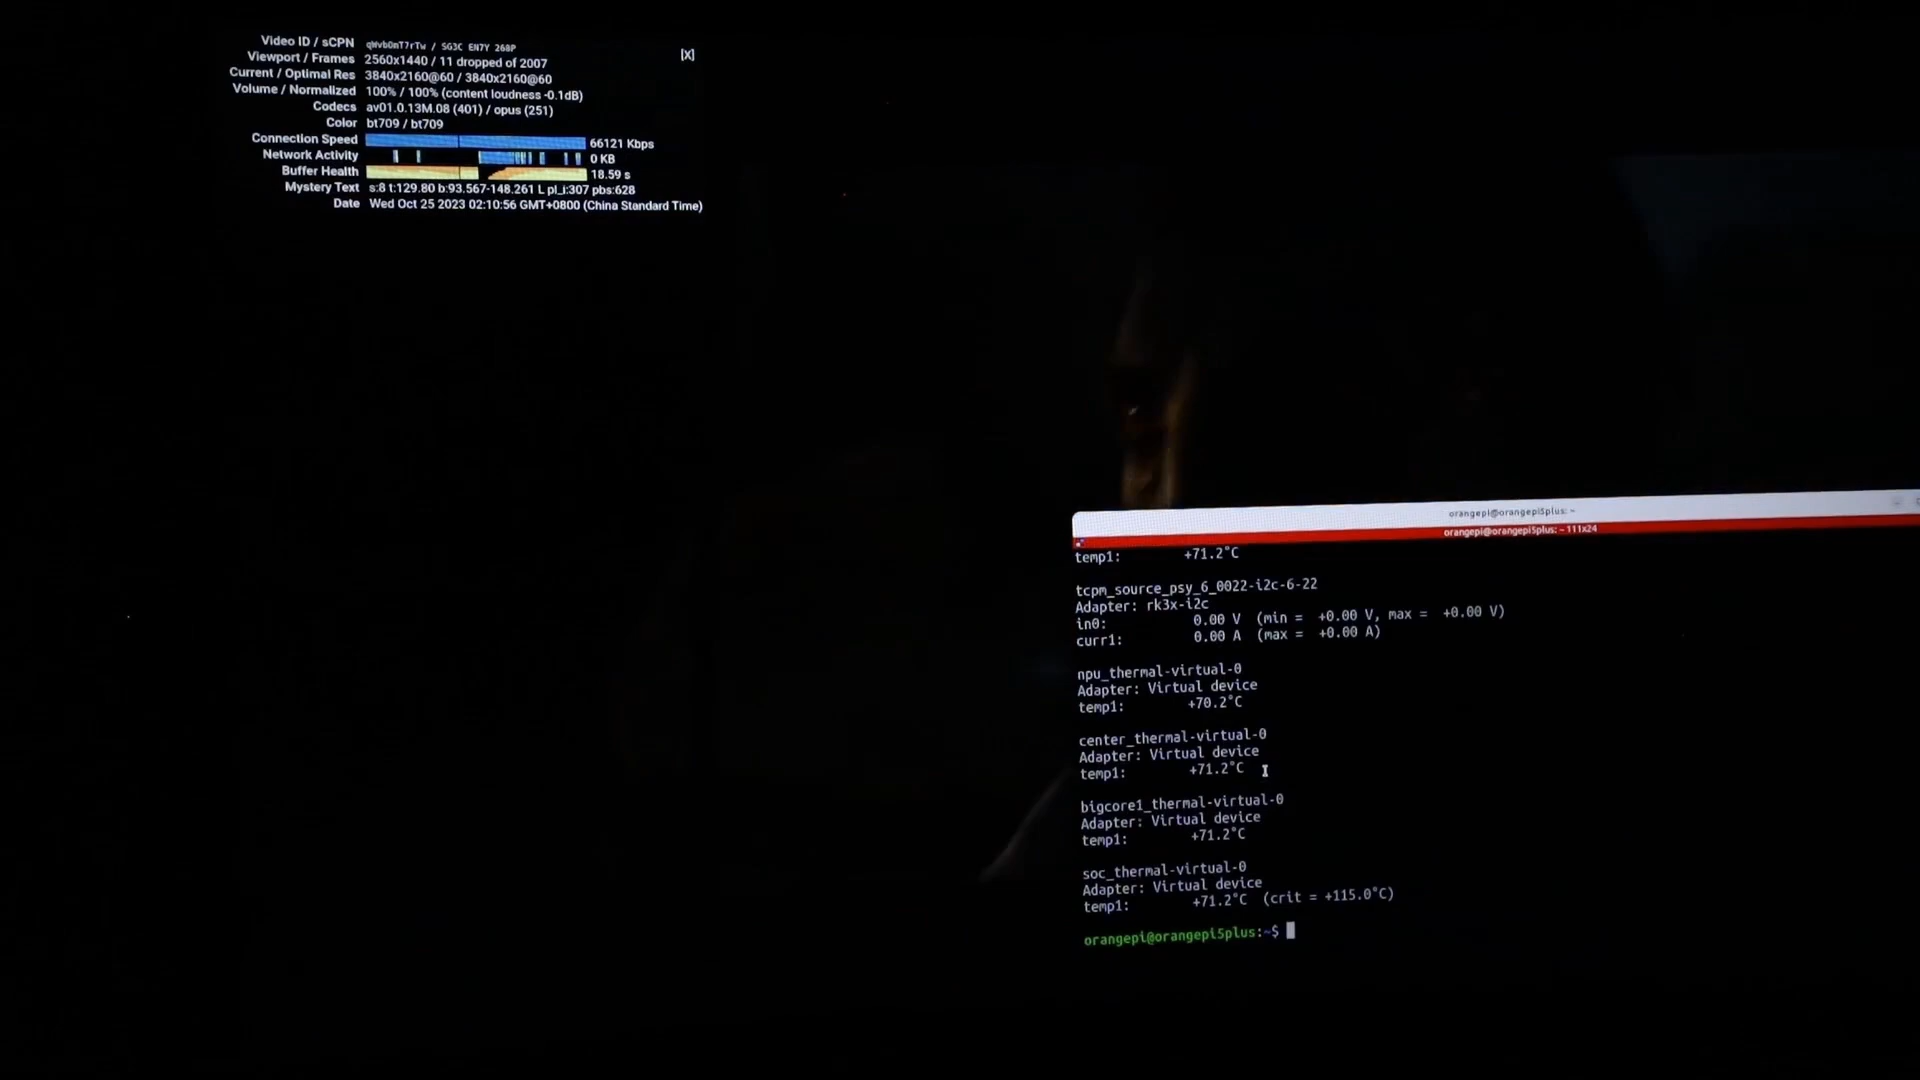 Video ID / sCPN qWvbOnT7rTw / SG3C EN7Y 268P
[X]
Viewport / Frames 2560x1440 / 11 dropped of 2007
Current / Optimal Res 3840x2160@60 / 3840x2160@60
Volume / Normalized 100% / 100% (content loudness -0.1dB)
Codecs av01.0.13M.08 (401) / opus (251)
Color bt709 / bt709
Connection Speed 66121 Kbps
Network Activity 0 KB
Buffer Health 18.59 s
Mystery Text s:8 t:129.80 b:93.567-148.261 L pl_i:307 pbs:628
Date Wed Oct 25 2023 02:10:56 GMT+0800 (China Standard Time)
orangepi@orangepi5plus: ~
orangepi@orangepi5plus: ~ 111x24
temp1: +71.2°C
tcpm_source_psy_6_0022-i2c-6-22
Adapter: rk3x-i2c
in0: 0.00 V (min = +0.00 V, max = +0.00 V)
curr1: 0.00 A (max = +0.00 A)
npu_thermal-virtual-0
Adapter: Virtual device
temp1: +70.2°C
center_thermal-virtual-0
Adapter: Virtual device
temp1: +71.2°C
bigcore1_thermal-virtual-0
Adapter: Virtual device
temp1: +71.2°C
soc_thermal-virtual-0
Adapter: Virtual device
temp1: +71.2°C (crit = +115.0°C)
orangepi@orangepi5plus:~$